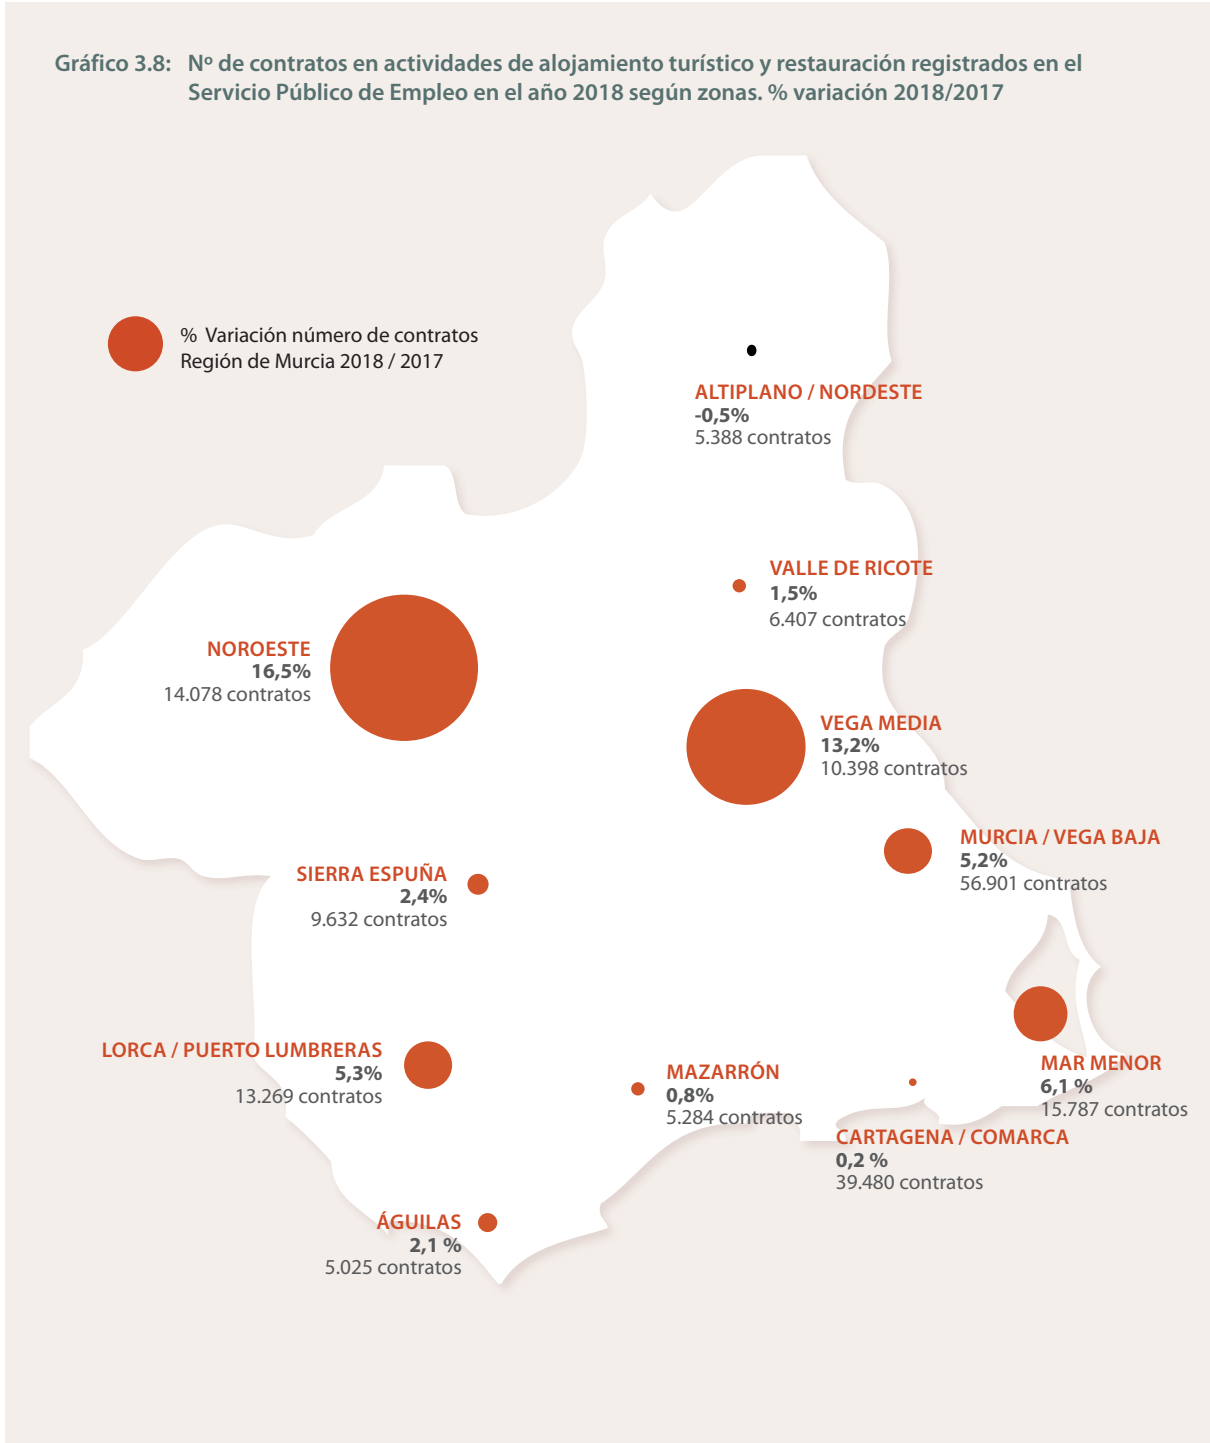 Gráfico 3.8: Nº de contratos en actividades de alojamiento turístico y restauración registrados en el
Servicio Público de Empleo en el año 2018 según zonas. % variación 2018/2017
% Variación número de contratos
Región de Murcia 2018 / 2017
ALTIPLANO / NORDESTE
-0,5%
5.388 contratos
VALLE DE RICOTE
1,5%
6.407 contratos
NOROESTE
16,5%
14.078 contratos
VEGA MEDIA
13,2%
10.398 contratos
MURCIA / VEGA BAJA
5,2%
56.901 contratos
SIERRA ESPUÑA
2,4%
9.632 contratos
LORCA / PUERTO LUMBRERAS
5,3%
13.269 contratos
MAZARRÓN
0,8%
5.284 contratos
MAR MENOR
6,1 %
15.787 contratos
CARTAGENA / COMARCA
0,2 %
39.480 contratos
ÁGUILAS
2,1 %
5.025 contratos